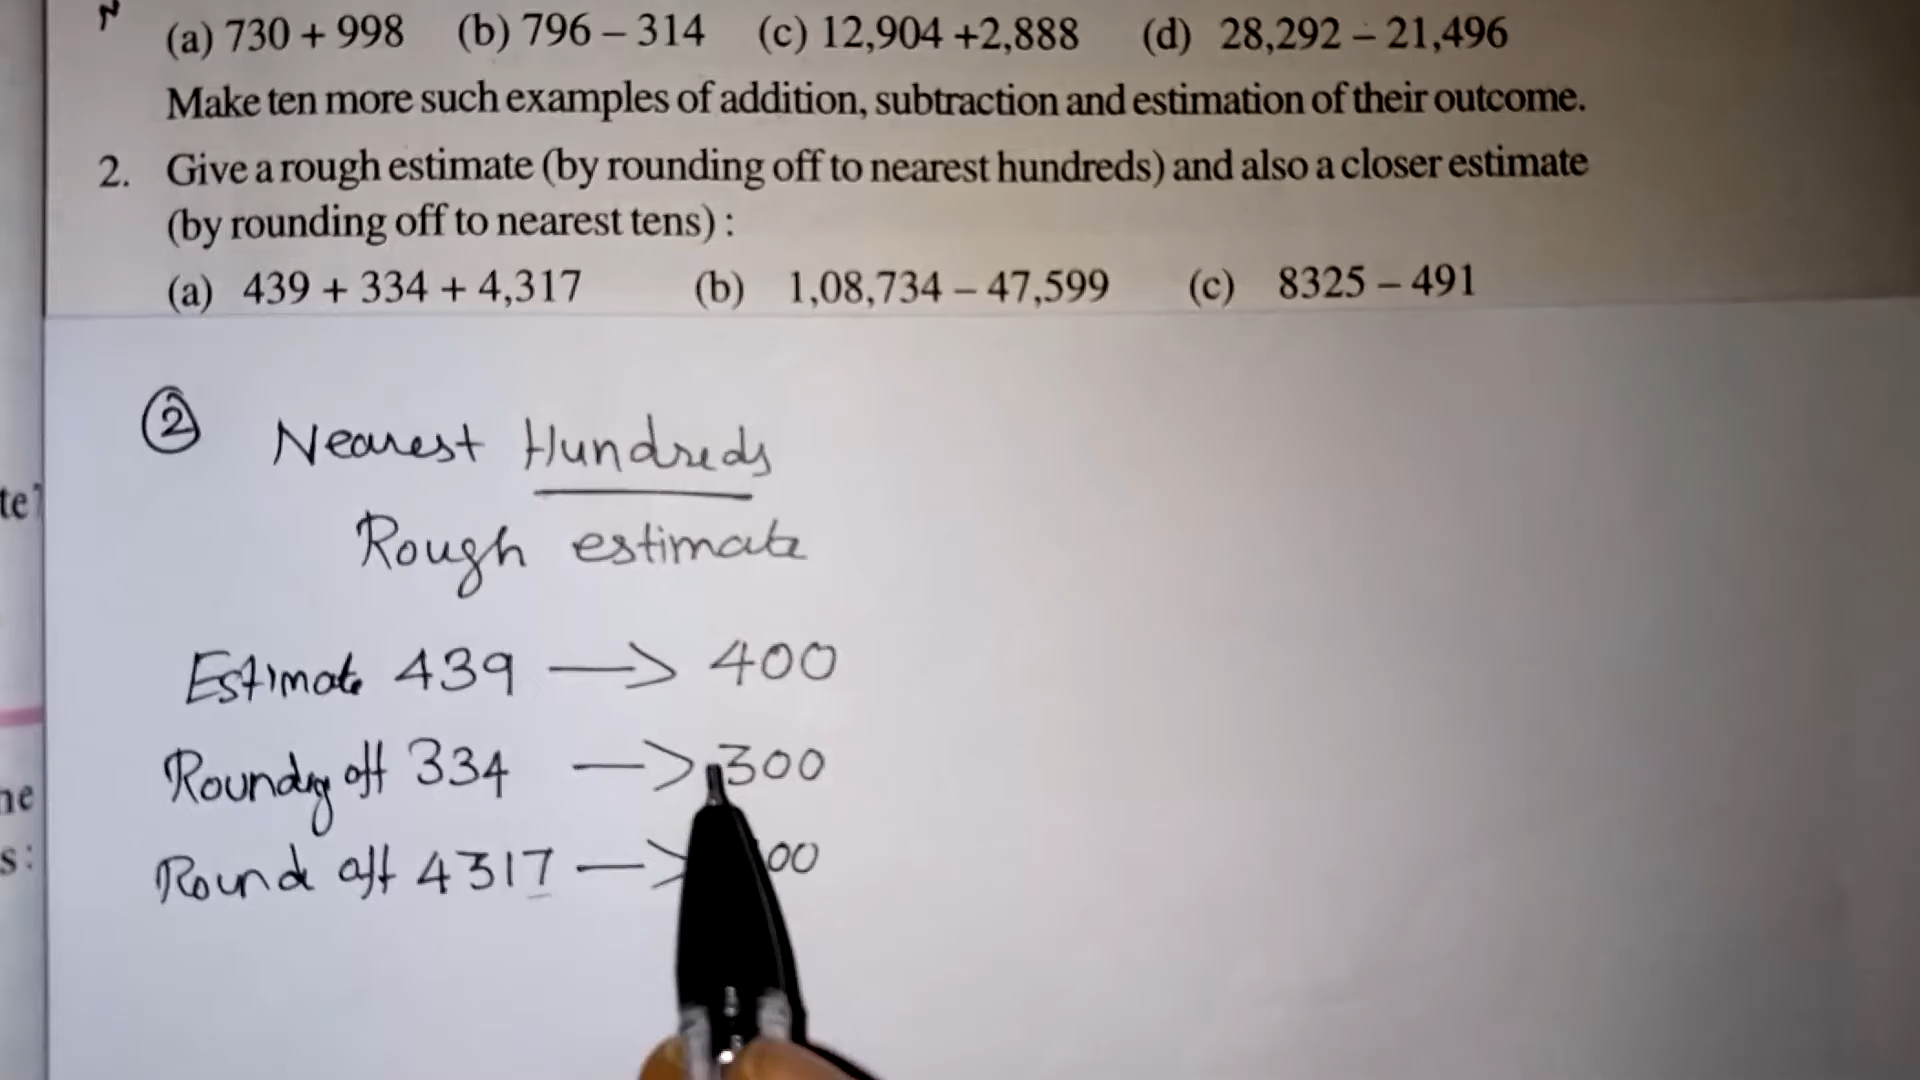 (a) 730 + 998 (b) 796 – 314 (c) 12,904 +2,888 (d) 28,292 – 21,496
Make ten more such examples of addition, subtraction and estimation of their outcome.
2. Give a rough estimate (by rounding off to nearest hundreds) and also a closer estimate
(by rounding off to nearest tens) :
(a) 439 + 334 + 4,317 (b) 1,08,734 – 47,599 (c) 8325 – 491
② Nearest Hundreds
Rough estimate
Estimate 439 —> 400
Rounding off 334 —> 300
Round off 4317 —> 00